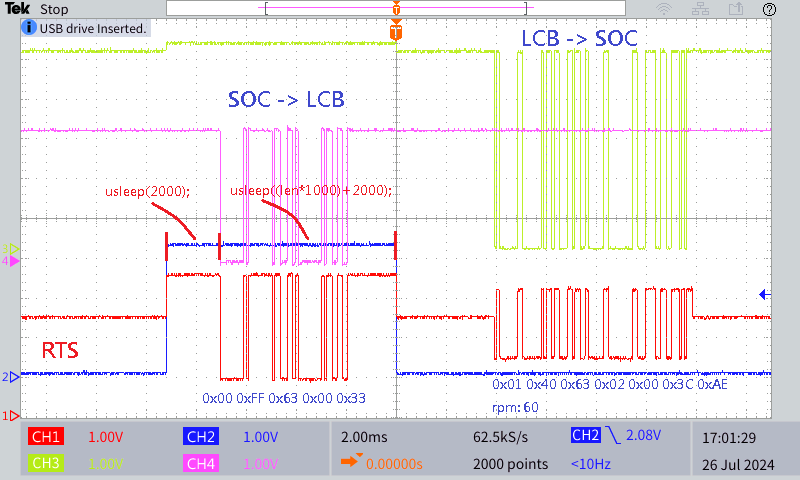 Tek Stop
T
i USB drive Inserted.
T
?
LCB -> SOC
SOC -> LCB
usleep(2000);
usleep((len*1000)+2000);
3
4
RTS
2
1
0x00 0xFF 0x63 0x00 0x33
0x01 0x40 0x63 0x02 0x00 0x3C 0xAE
rpm: 60
CH1 1.00V CH2 1.00V 2.00ms 62.5kS/s CH2 2.08V 17:01:29
CH3 1.00V CH4 1.00V 0.00000s 2000 points <10Hz 26 Jul 2024